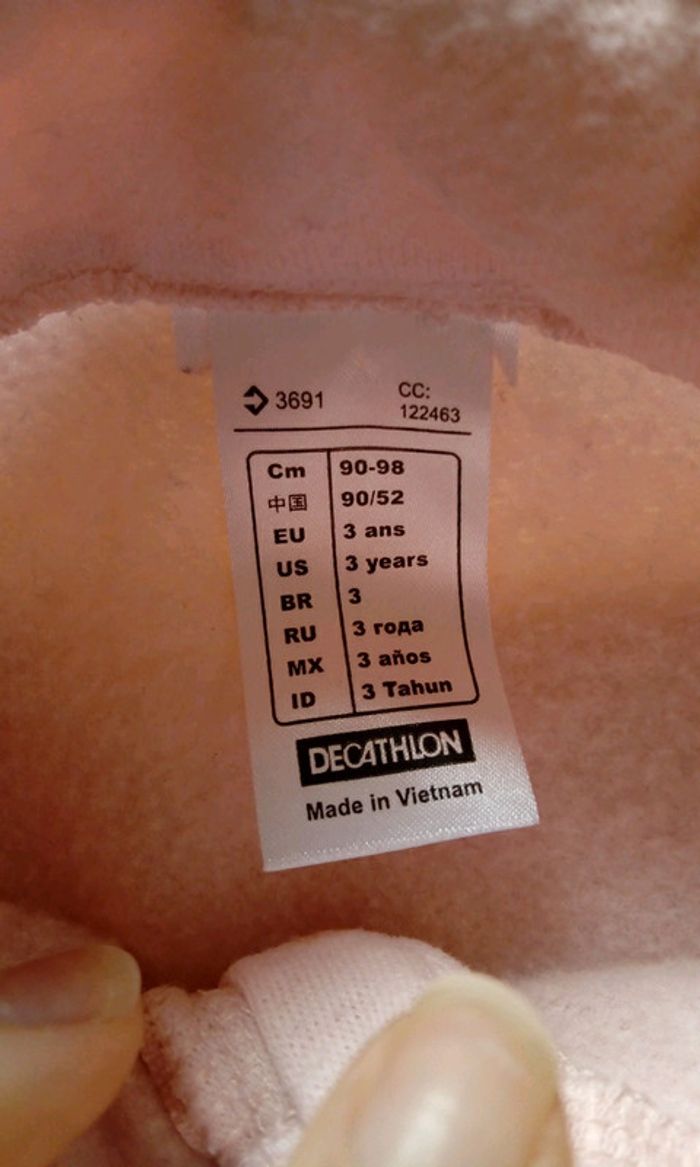 3691 CC:
122463
Cm 90-98
中国 90/52
EU 3 ans
US 3 years
BR 3
RU 3 года
MX 3 años
ID 3 Tahun
DECATHLON
Made in Vietnam